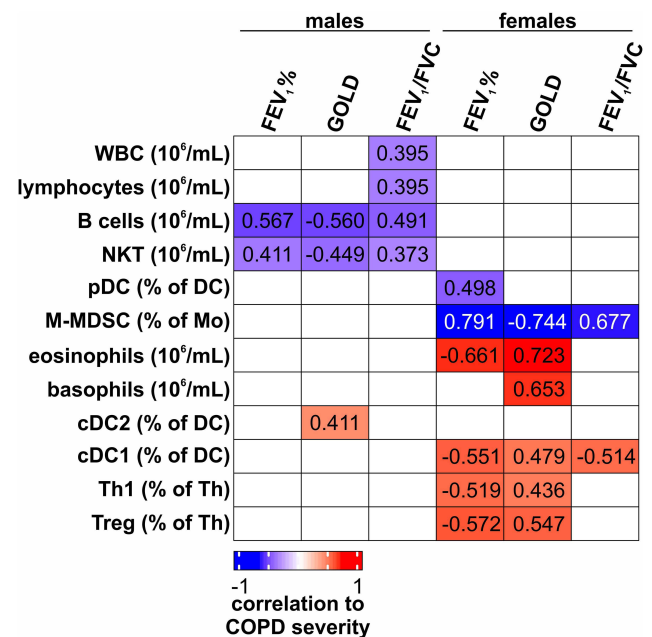 males females
FEV₁% GOLD FEV₁/FVC FEV₁% GOLD FEV₁/FVC
WBC (10⁶/mL) 0.395
lymphocytes (10⁶/mL) 0.395
B cells (10⁶/mL) 0.567 -0.560 0.491
NKT (10⁶/mL) 0.411 -0.449 0.373
pDC (% of DC) 0.498
M-MDSC (% of Mo) 0.791 -0.744 0.677
eosinophils (10⁶/mL) -0.661 0.723
basophils (10⁶/mL) 0.653
cDC2 (% of DC) 0.411
cDC1 (% of DC) -0.551 0.479 -0.514
Th1 (% of Th) -0.519 0.436
Treg (% of Th) -0.572 0.547
-1 1
correlation to
COPD severity